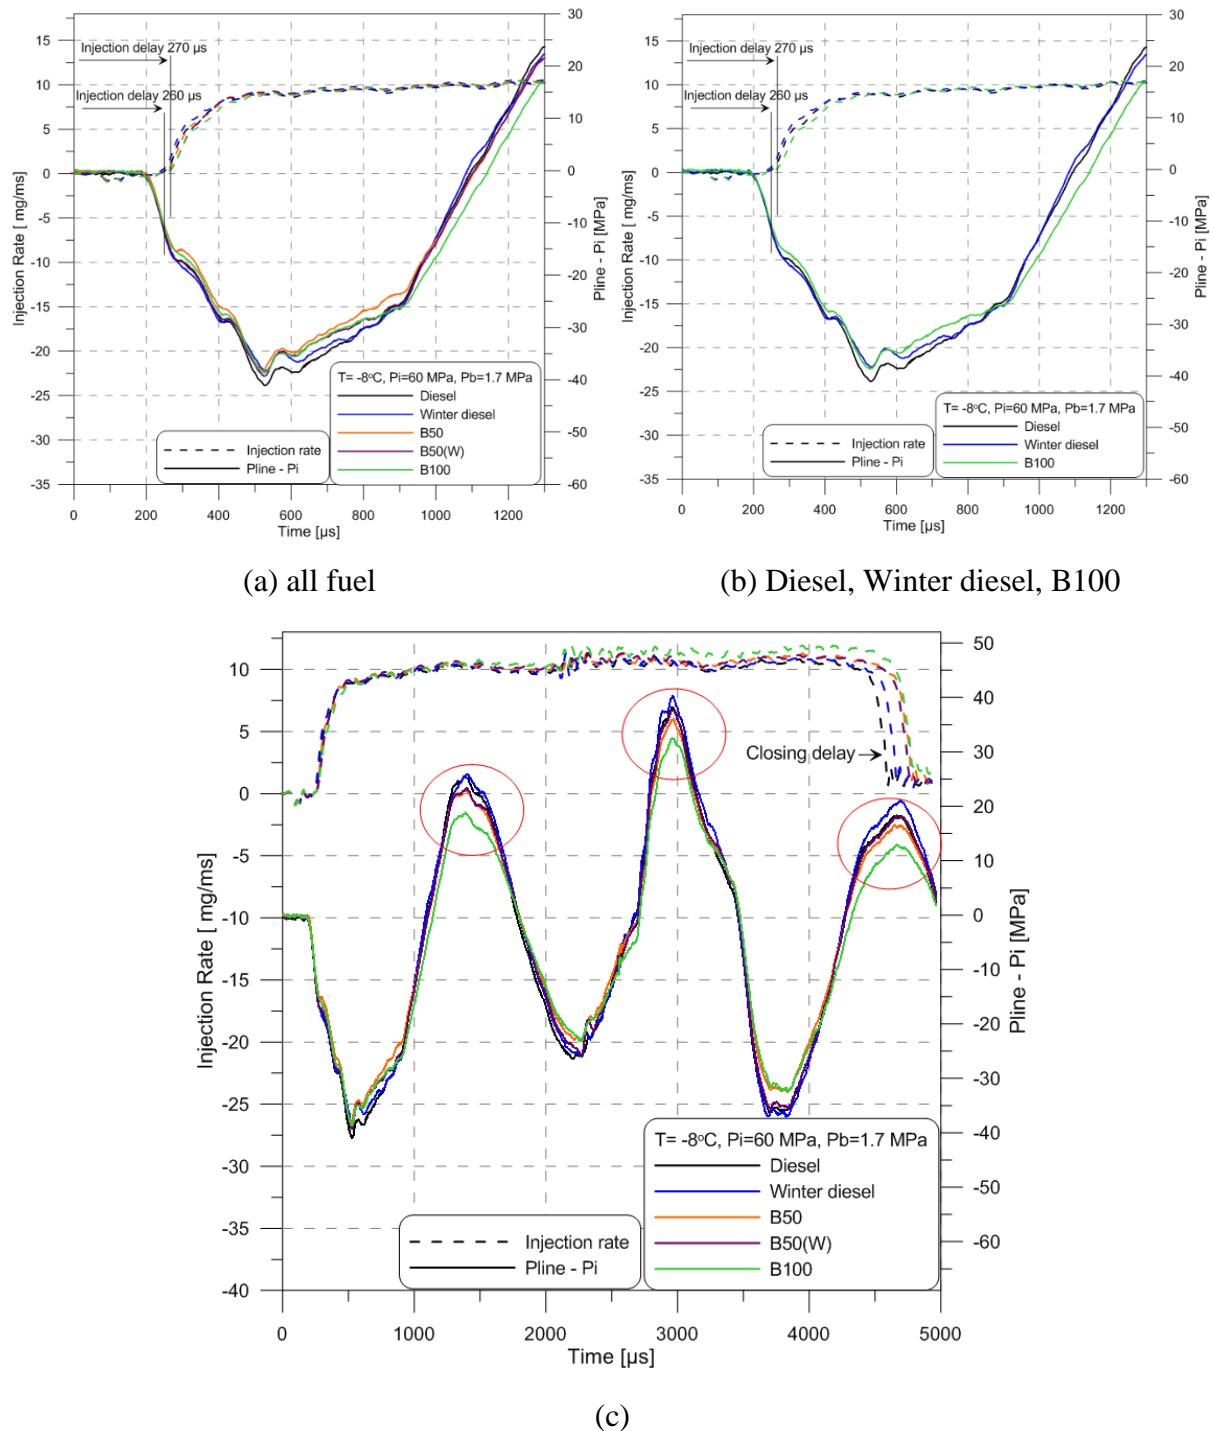 Injection delay 270 µs
Injection delay 260 µs
15
10
5
0
-5
-10
-15
-20
-25
-30
-35
Injection Rate [ mg/ms]
30
20
10
0
-10
-20
-30
-40
-50
-60
Pline - Pi [MPa]
T= -8°C, Pi=60 MPa, Pb=1.7 MPa
Diesel
Winter diesel
B50
B50(W)
B100
Injection rate
Pline - Pi
0 200 400 600 800 1000 1200
Time [µs]
(a) all fuel
Injection delay 270 µs
Injection delay 260 µs
15
10
5
0
-5
-10
-15
-20
-25
-30
-35
Injection Rate [ mg/ms]
30
20
10
0
-10
-20
-30
-40
-50
-60
Pline - Pi [MPa]
T= -8°C, Pi=60 MPa, Pb=1.7 MPa
Diesel
Winter diesel
B100
Injection rate
Pline - Pi
0 200 400 600 800 1000 1200
Time [µs]
(b) Diesel, Winter diesel, B100
10
5
0
-5
-10
-15
-20
-25
-30
-35
-40
Injection Rate [ mg/ms]
Closing delay
50
40
30
20
10
0
-10
-20
-30
-40
-50
-60
Pline - Pi [MPa]
T= -8°C, Pi=60 MPa, Pb=1.7 MPa
Diesel
Winter diesel
B50
B50(W)
B100
Injection rate
Pline - Pi
0 1000 2000 3000 4000 5000
Time [µs]
(c)